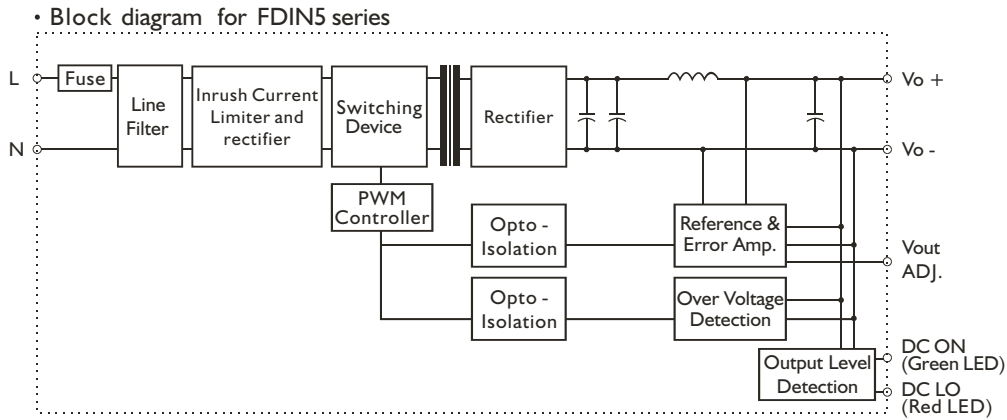 • Block diagram for FDIN5 series
L
Fuse
Line
Filter
Inrush Current
Limiter and
rectifier
Switching
Device
Rectifier
Vo +
N
Vo -
PWM
Controller
Opto -
Isolation
Reference &
Error Amp.
Vout
ADJ.
Opto -
Isolation
Over Voltage
Detection
Output Level
Detection
DC ON
(Green LED)
DC LO
(Red LED)